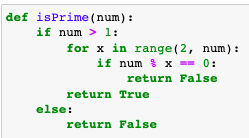 def isPrime(num):
    if num > 1:
        for x in range(2, num):
            if num % x == 0:
                return False
        return True
    else:
        return False